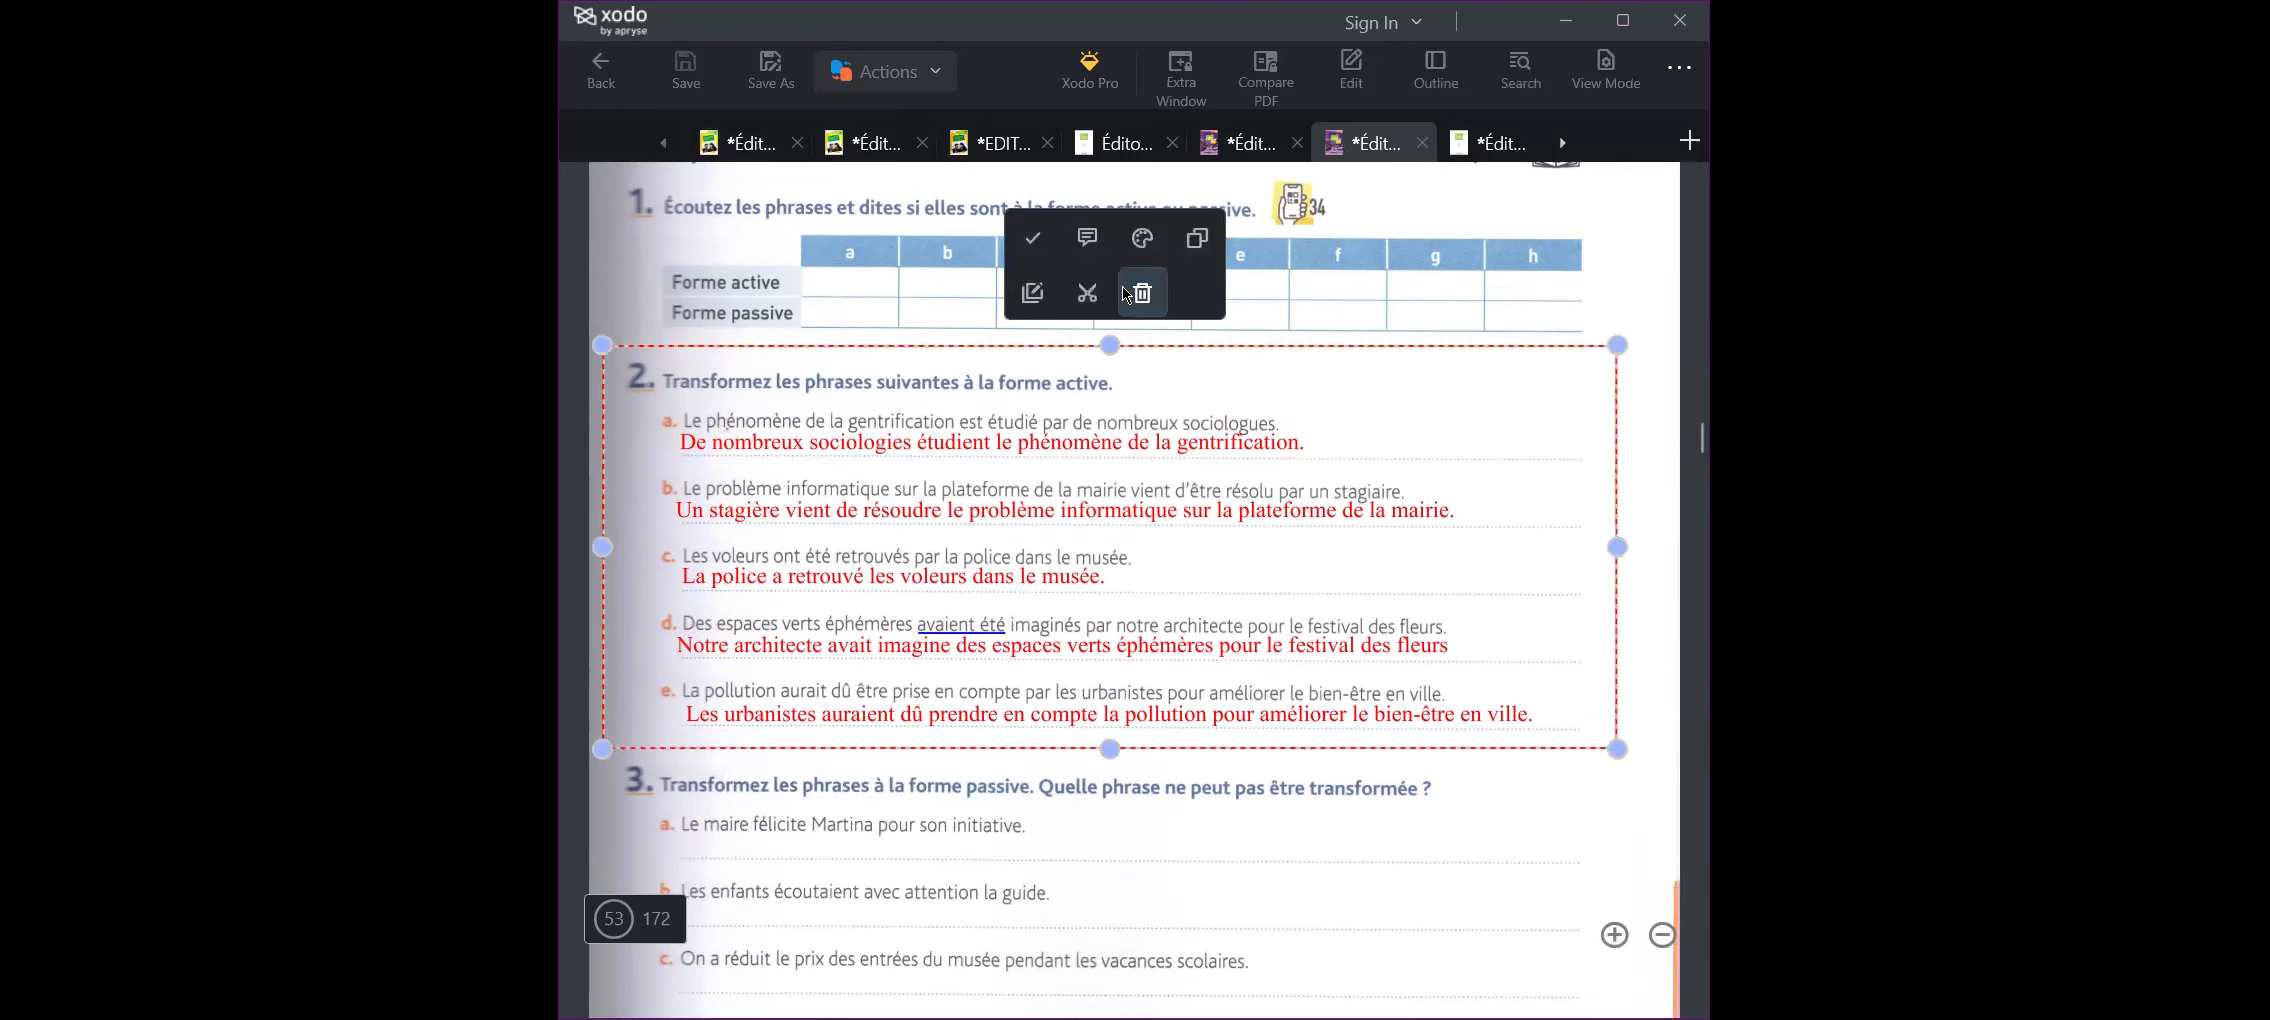 xodo
by apryse
Sign In
Back
Save
Save As
Actions
Xodo Pro
Extra Window
Compare PDF
Edit
Outline
Search
View Mode
*Édit...
*Édit...
*EDIT...
Édito...
*Édit...
*Édit...
*Édit...
1. Écoutez les phrases et dites si elles sont à la forme active ou passive. 34
a b e f g h
Forme active
Forme passive
2. Transformez les phrases suivantes à la forme active.
a. Le phénomène de la gentrification est étudié par de nombreux sociologues.
De nombreux sociologies étudient le phénomène de la gentrification.
b. Le problème informatique sur la plateforme de la mairie vient d'être résolu par un stagiaire.
Un stagière vient de résoudre le problème informatique sur la plateforme de la mairie.
c. Les voleurs ont été retrouvés par la police dans le musée.
La police a retrouvé les voleurs dans le musée.
d. Des espaces verts éphémères avaient été imaginés par notre architecte pour le festival des fleurs.
Notre architecte avait imagine des espaces verts éphémères pour le festival des fleurs
e. La pollution aurait dû être prise en compte par les urbanistes pour améliorer le bien-être en ville.
Les urbanistes auraient dû prendre en compte la pollution pour améliorer le bien-être en ville.
3. Transformez les phrases à la forme passive. Quelle phrase ne peut pas être transformée ?
a. Le maire félicite Martina pour son initiative.
b. Les enfants écoutaient avec attention la guide.
53 172
c. On a réduit le prix des entrées du musée pendant les vacances scolaires.